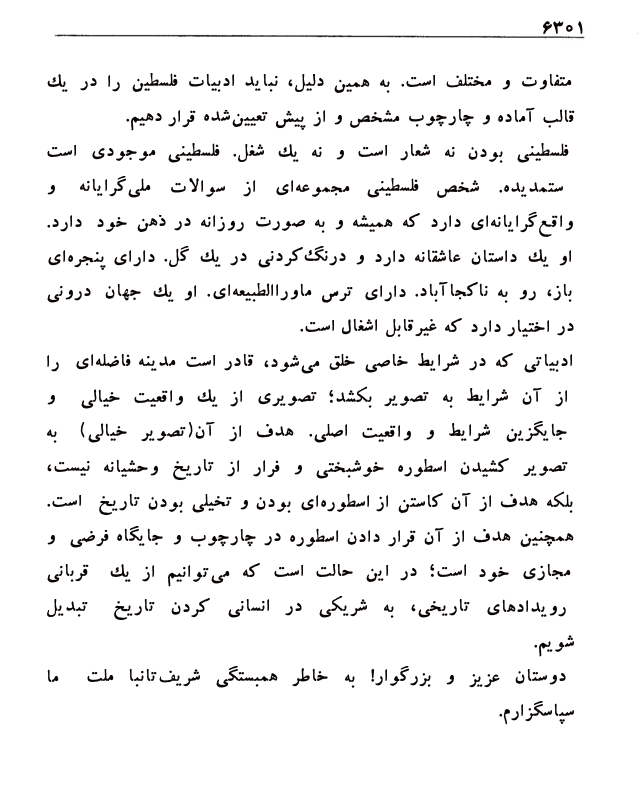 ۶۳۰۱
متفاوت و مختلف است. به همین دلیل، نباید ادبیات فلسطین را در یك
قالب آماده و چارچوب مشخص و از پیش تعیین‌شده قرار دهیم.
فلسطینی بودن نه شعار است و نه یك شغل. فلسطینی موجودی است
ستمدیده. شخص فلسطینی مجموعه‌ای از سوالات ملی‌گرایانه و
واقع‌گرایانه‌ای دارد که همیشه و به صورت روزانه در ذهن خود دارد.
او یك داستان عاشقانه دارد و درنگ‌کردنی در یك گل. دارای پنجره‌ای
باز، رو به ناکجاآباد. دارای ترس ماوراالطبیعه‌ای. او یك جهان درونی
در اختیار دارد که غیرقابل اشغال است.
ادبیاتی که در شرایط خاصی خلق می‌شود، قادر است مدینه فاضله‌ای را
از آن شرایط به تصویر بکشد؛ تصویری از یك واقعیت خیالی و
جایگزین شرایط و واقعیت اصلی. هدف از آن(تصویر خیالی) به
تصویر کشیدن اسطوره خوشبختی و فرار از تاریخ وحشیانه نیست،
بلکه هدف از آن کاستن از اسطوره‌ای بودن و تخیلی بودن تاریخ است.
همچنین هدف از آن قرار دادن اسطوره در چارچوب و جایگاه فرضی و
مجازی خود است؛ در این حالت است که می‌توانیم از یك قربانی
رویدادهای تاریخی، به شریکی در انسانی کردن تاریخ تبدیل
شویم.
دوستان عزیز و بزرگوار! به خاطر همبستگی شریف‌تانبا ملت ما
سپاسگزارم.